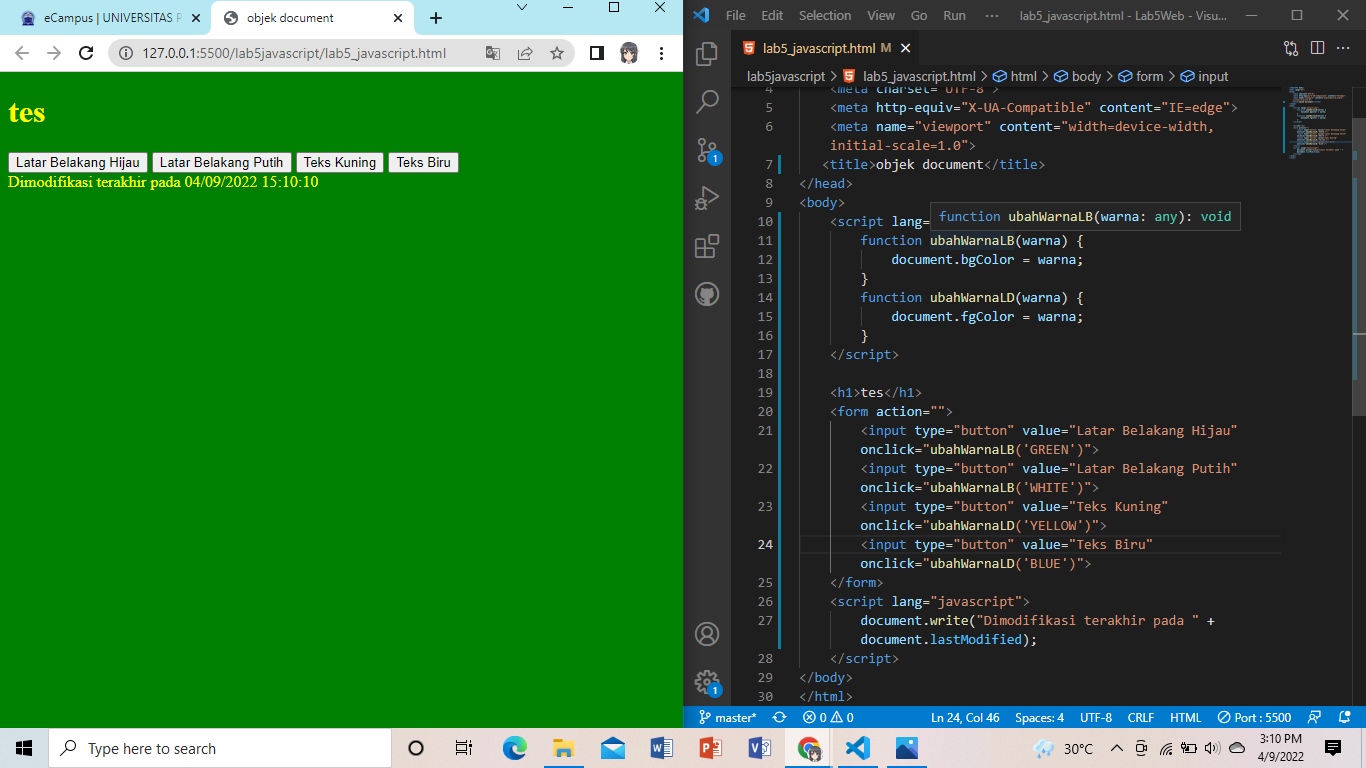 eCampus | UNIVERSITAS P
objek document
127.0.0.1:5500/lab5javascript/lab5_javascript.html
tes
Latar Belakang Hijau Latar Belakang Putih Teks Kuning Teks Biru
Dimodifikasi terakhir pada 04/09/2022 15:10:10
File Edit Selection View Go Run ··· lab5_javascript.html - Lab5Web - Visu...
lab5_javascript.html M
lab5javascript > lab5_javascript.html > html > body > form > input
4 <meta charset="UTF-8">
5 <meta http-equiv="X-UA-Compatible" content="IE=edge">
6 <meta name="viewport" content="width=device-width,
initial-scale=1.0">
7 <title>objek document</title>
8 </head>
9 <body>
function ubahWarnaLB(warna: any): void
10 <script lang=
11 function ubahWarnaLB(warna) {
12 document.bgColor = warna;
13 }
14 function ubahWarnaLD(warna) {
15 document.fgColor = warna;
16 }
17 </script>
18
19 <h1>tes</h1>
20 <form action="">
21 <input type="button" value="Latar Belakang Hijau"
onclick="ubahWarnaLB('GREEN')">
22 <input type="button" value="Latar Belakang Putih"
onclick="ubahWarnaLB('WHITE')">
23 <input type="button" value="Teks Kuning"
onclick="ubahWarnaLD('YELLOW')">
24 <input type="button" value="Teks Biru"
onclick="ubahWarnaLD('BLUE')">
25 </form>
26 <script lang="javascript">
27 document.write("Dimodifikasi terakhir pada " +
document.lastModified);
28 </script>
29 </body>
30 </html>
1
1
master* 0 0 Ln 24, Col 46 Spaces: 4 UTF-8 CRLF HTML Port : 5500
Type here to search
30°C
3:10 PM
4/9/2022